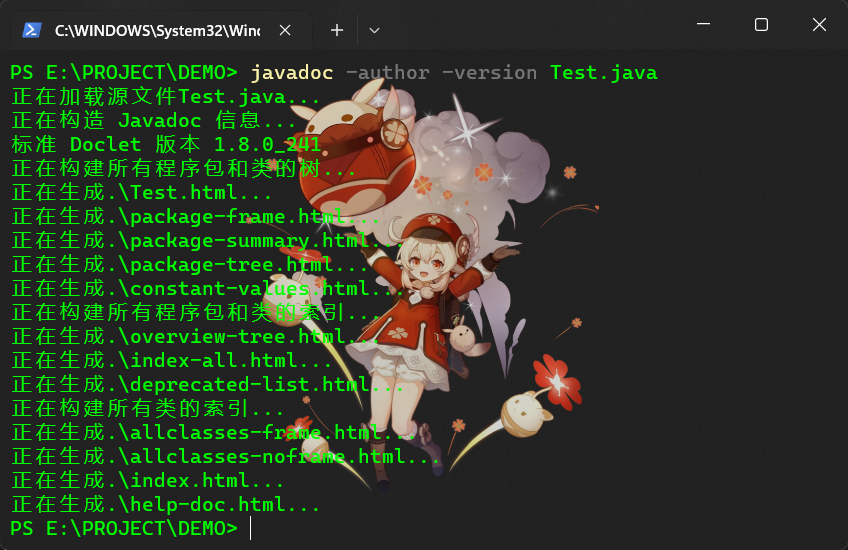 C:\WINDOWS\System32\Wind
PS E:\PROJECT\DEMO> javadoc -author -version Test.java
正在加载源文件Test.java...
正在构造 Javadoc 信息...
标准 Doclet 版本 1.8.0_241
正在构建所有程序包和类的树...
正在生成.\Test.html...
正在生成.\package-frame.html...
正在生成.\package-summary.html...
正在生成.\package-tree.html...
正在生成.\constant-values.html...
正在构建所有程序包和类的索引...
正在生成.\overview-tree.html...
正在生成.\index-all.html...
正在生成.\deprecated-list.html...
正在构建所有类的索引...
正在生成.\allclasses-frame.html...
正在生成.\allclasses-noframe.html...
正在生成.\index.html...
正在生成.\help-doc.html...
PS E:\PROJECT\DEMO>